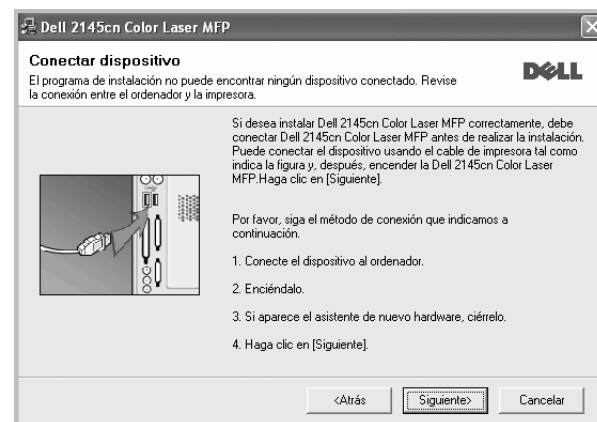 Dell 2145cn Color Laser MFP
Conectar dispositivo
El programa de instalación no puede encontrar ningún dispositivo conectado. Revise
la conexión entre el ordenador y la impresora.
DELL
Si desea instalar Dell 2145cn Color Laser MFP correctamente, debe
conectar Dell 2145cn Color Laser MFP antes de realizar la instalación.
Puede conectar el dispositivo usando el cable de impresora tal como
indica la figura y, después, encender la Dell 2145cn Color Laser
MFP.Haga clic en [Siguiente].
Por favor, siga el método de conexión que indicamos a
continuación.
1. Conecte el dispositivo al ordenador.
2. Enciéndalo.
3. Si aparece el asistente de nuevo hardware, ciérrelo.
4. Haga clic en [Siguiente].
<Atrás
Siguiente>
Cancelar